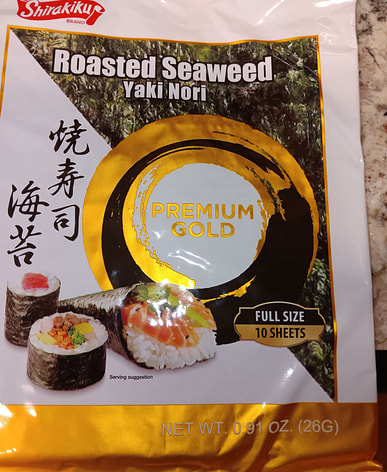 Shirakiku
BRAND
Roasted Seaweed
Yaki Nori
焼寿司
海苔
PREMIUM
GOLD
FULL SIZE
10 SHEETS
Serving suggestion
NET WT. 0.91 OZ. (26G)